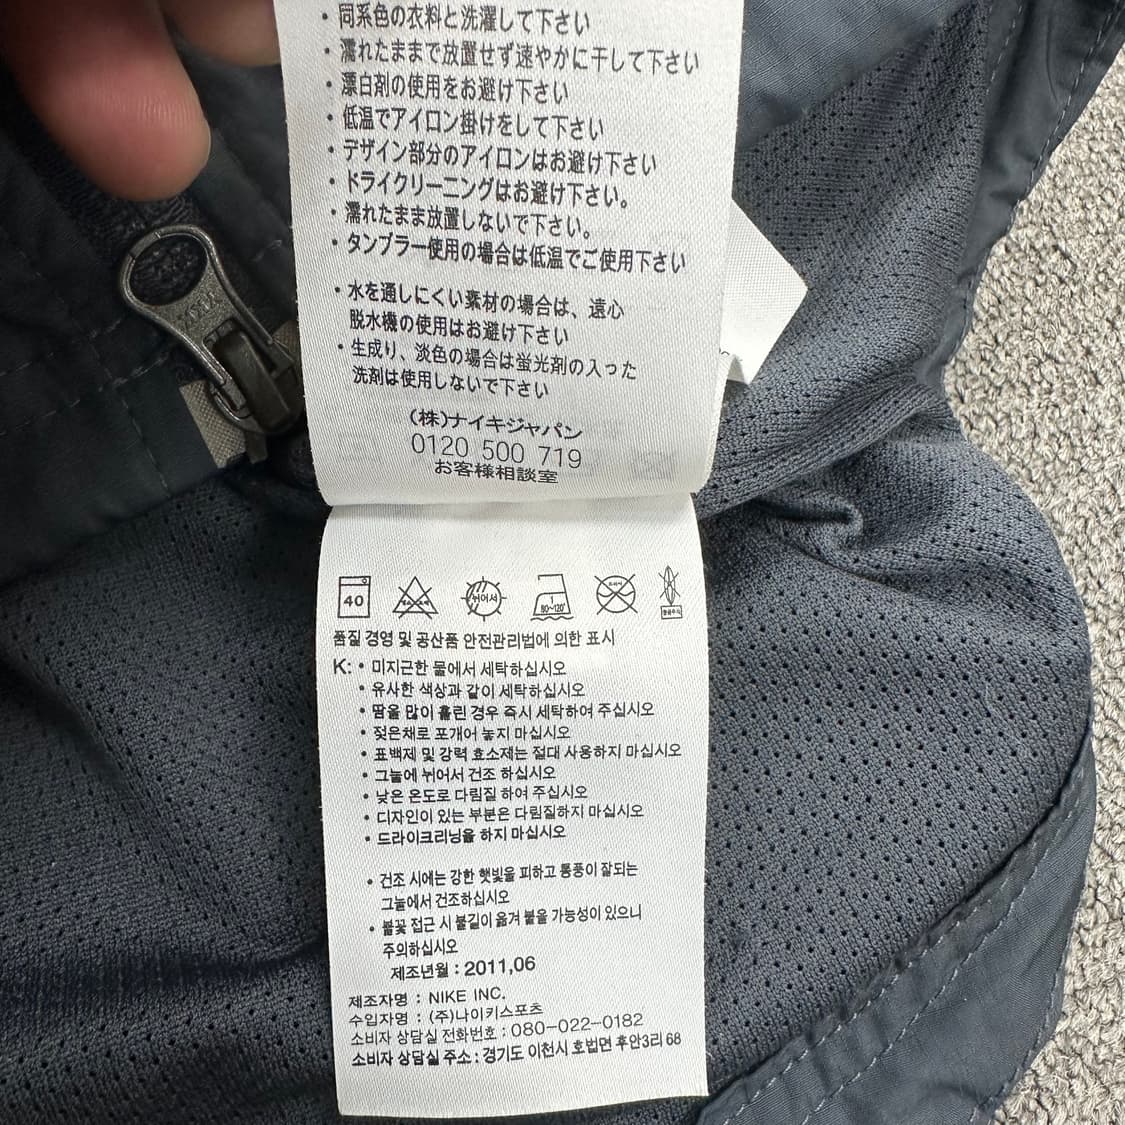 ・同系色の衣料と洗濯して下さい
・濡れたままで放置せず速やかに干して下さい
・漂白剤の使用をお避け下さい
・低温でアイロン掛けをして下さい
・デザイン部分のアイロンはお避け下さい
・ドライクリーニングはお避け下さい。
・濡れたまま放置しないで下さい。
・タンブラー使用の場合は低温でご使用下さい
・水を通しにくい素材の場合は、遠心
脱水機の使用はお避け下さい
・生成り、淡色の場合は蛍光剤の入った
洗剤は使用しないで下さい
(株)ナイキジャパン
0120 500 719
お客様相談室
40 뉘어서 1 80~120°
품질 경영 및 공산품 안전관리법에 의한 표시
K: • 미지근한 물에서 세탁하십시오
• 유사한 색상과 같이 세탁하십시오
• 땀을 많이 흘린 경우 즉시 세탁하여 주십시오
• 젖은채로 포개어 놓지 마십시오
• 표백제 및 강력 효소제는 절대 사용하지 마십시오
• 그늘에 뉘어서 건조 하십시오
• 낮은 온도로 다림질 하여 주십시오
• 디자인이 있는 부분은 다림질하지 마십시오
• 드라이크리닝을 하지 마십시오
• 건조 시에는 강한 햇빛을 피하고 통풍이 잘되는
그늘에서 건조하십시오
• 불꽃 접근 시 불길이 옮겨 붙을 가능성이 있으니
주의하십시오
제조년월 : 2011,06
제조자명 : NIKE INC.
수입자명 : (주)나이키스포츠
소비자 상담실 전화번호 : 080-022-0182
소비자 상담실 주소 : 경기도 이천시 호법면 후안3리 68